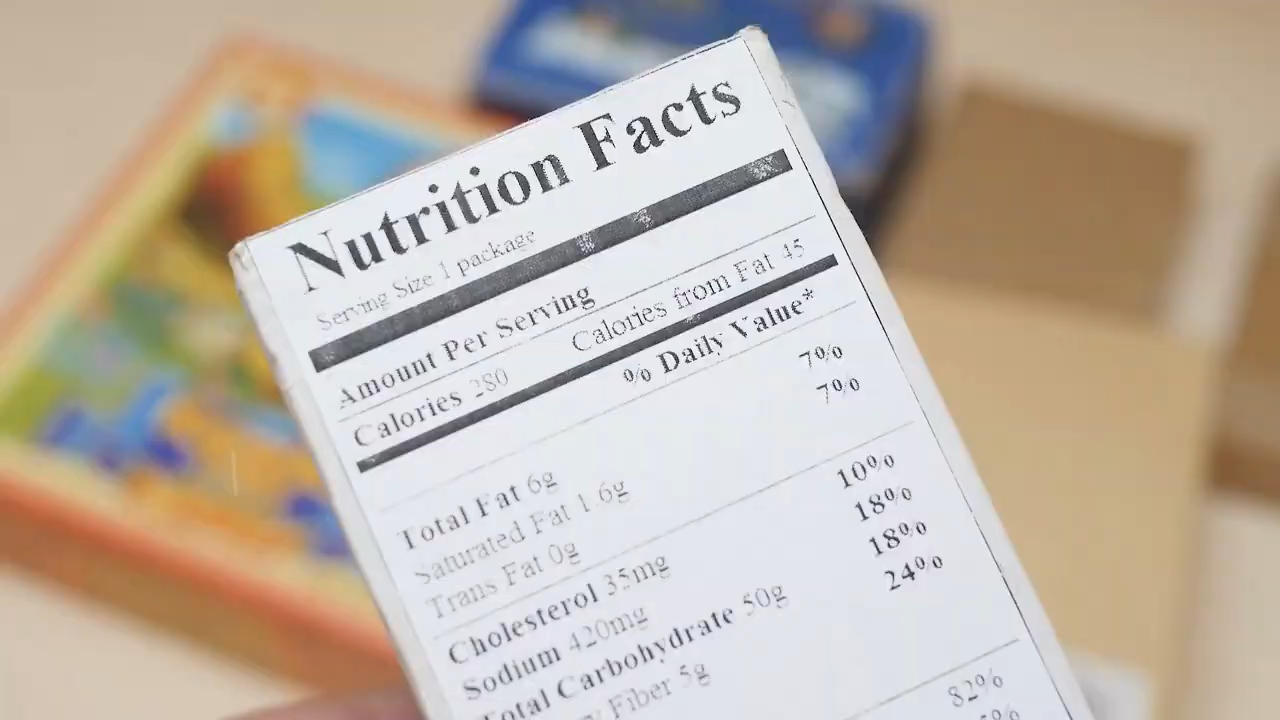 Nutrition Facts
Serving Size 1 package
Amount Per Serving
Calories 280 Calories from Fat 45
% Daily Value*
Total Fat 6g 7%
Saturated Fat 1.6g 7%
Trans Fat 0g
Cholesterol 35mg 10%
Sodium 420mg 18%
Total Carbohydrate 50g 18%
Fiber 5g 24%
82%